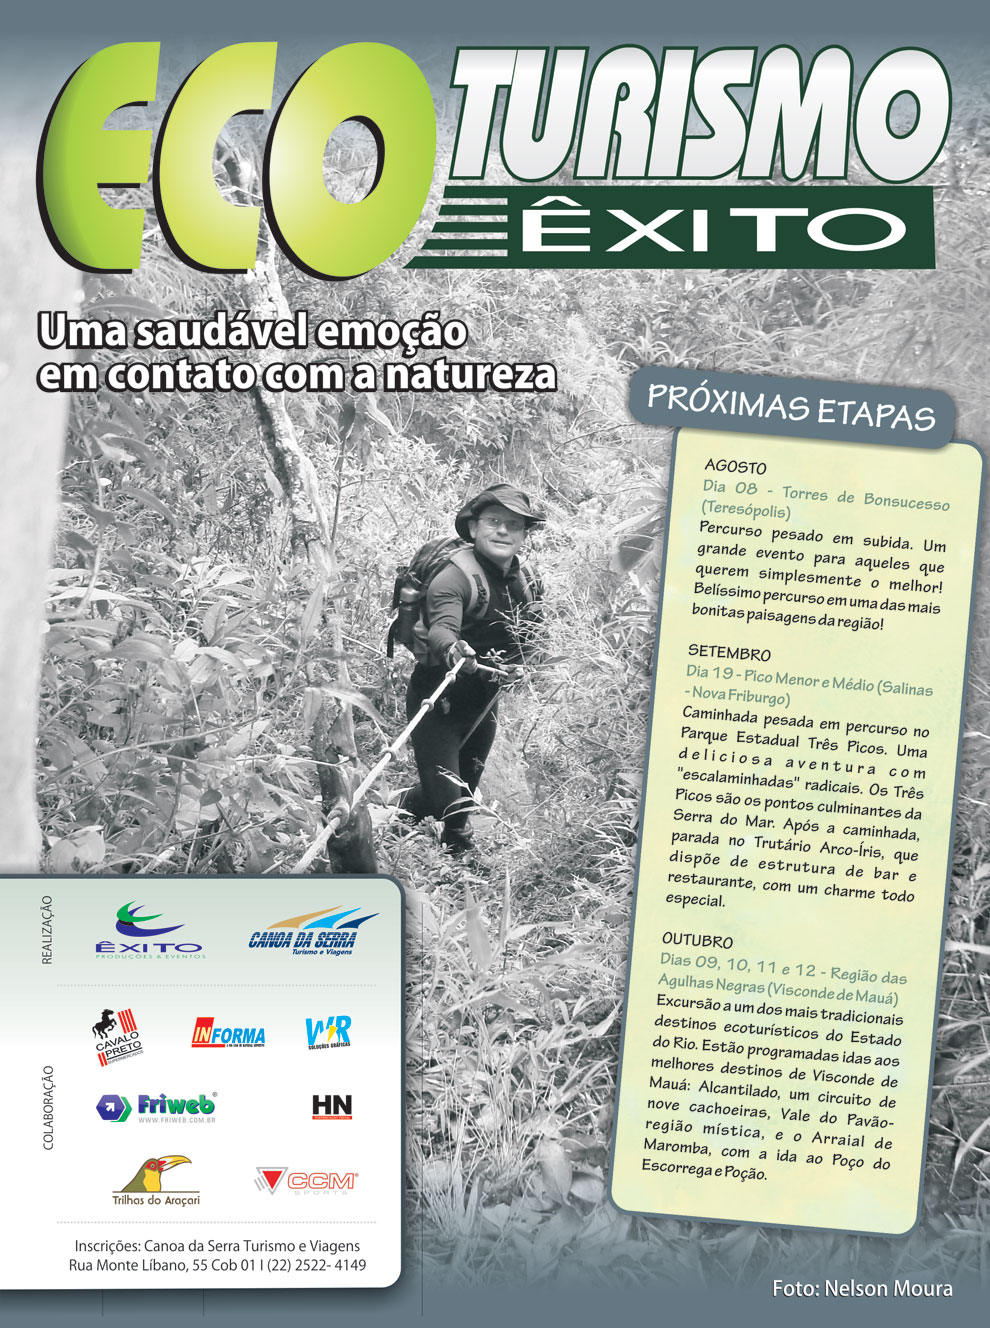 ECO TURISMO
ÊXITO
Uma saudável emoção
em contato com a natureza
PRÓXIMAS ETAPAS
AGOSTO
Dia 08 - Torres de Bonsucesso
(Teresópolis)
Percurso pesado em subida. Um
grande evento para aqueles que
querem simplesmente o melhor!
Belíssimo percurso em uma das mais
bonitas paisagens da região!
SETEMBRO
Dia 19 - Pico Menor e Médio (Salinas
- Nova Friburgo)
Caminhada pesada em percurso no
Parque Estadual Três Picos. Uma
deliciosa aventura com
"escalaminhadas" radicais. Os Três
Picos são os pontos culminantes da
Serra do Mar. Após a caminhada,
parada no Trutário Arco-Íris, que
dispõe de estrutura de bar e
restaurante, com um charme todo
especial.
OUTUBRO
Dias 09, 10, 11 e 12 - Região das
Agulhas Negras (Visconde de Mauá)
Excursão a um dos mais tradicionais
destinos ecoturísticos do Estado
do Rio. Estão programadas idas aos
melhores destinos de Visconde de
Mauá: Alcantilado, um circuito de
nove cachoeiras, Vale do Pavão-
região mística, e o Arraial de
Maromba, com a ida ao Poço do
Escorrega e Poção.
REALIZAÇÃO
ÊXITO
PRODUÇÕES & EVENTOS
CANOA DA SERRA
Turismo e Viagens
COLABORAÇÃO
CAVALO
PRETO
SUPERMERCADOS
INFORMA
WR
SOLUÇÕES GRÁFICAS
Friweb
WWW.FRIWEB.COM.BR
HN
Trilhas do Araçari
CCM
SPORTS
Inscrições: Canoa da Serra Turismo e Viagens
Rua Monte Líbano, 55 Cob 01 I (22) 2522- 4149
Foto: Nelson Moura